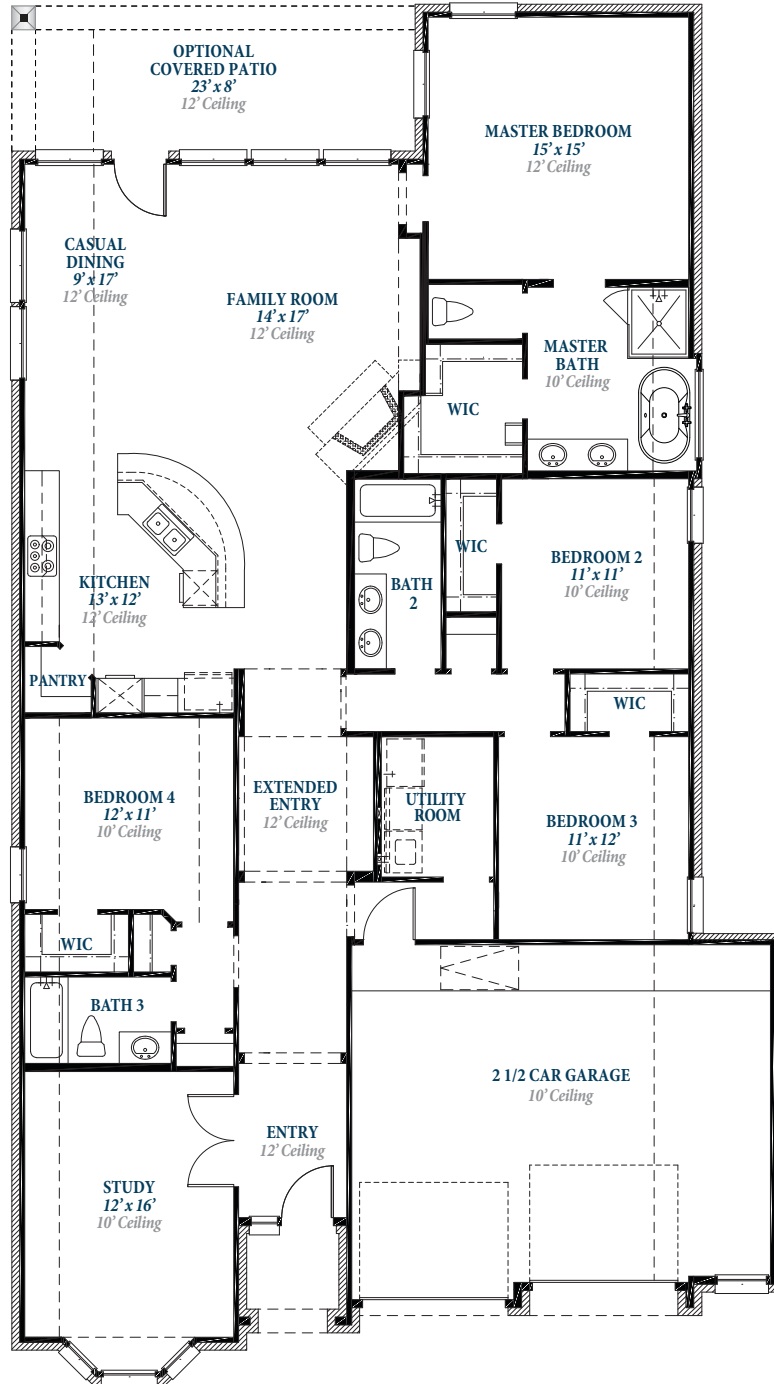 OPTIONAL
COVERED PATIO
23' x 8'
12' Ceiling
MASTER BEDROOM
15' x 15'
12' Ceiling
CASUAL
DINING
9' x 17'
12' Ceiling
FAMILY ROOM
14' x 17'
12' Ceiling
MASTER
BATH
10' Ceiling
WIC
KITCHEN
13' x 12'
12' Ceiling
BATH
2
WIC
BEDROOM 2
11' x 11'
10' Ceiling
PANTRY
WIC
BEDROOM 4
12' x 11'
10' Ceiling
EXTENDED
ENTRY
12' Ceiling
UTILITY
ROOM
BEDROOM 3
11' x 12'
10' Ceiling
WIC
BATH 3
2 1/2 CAR GARAGE
10' Ceiling
ENTRY
12' Ceiling
STUDY
12' x 16'
10' Ceiling